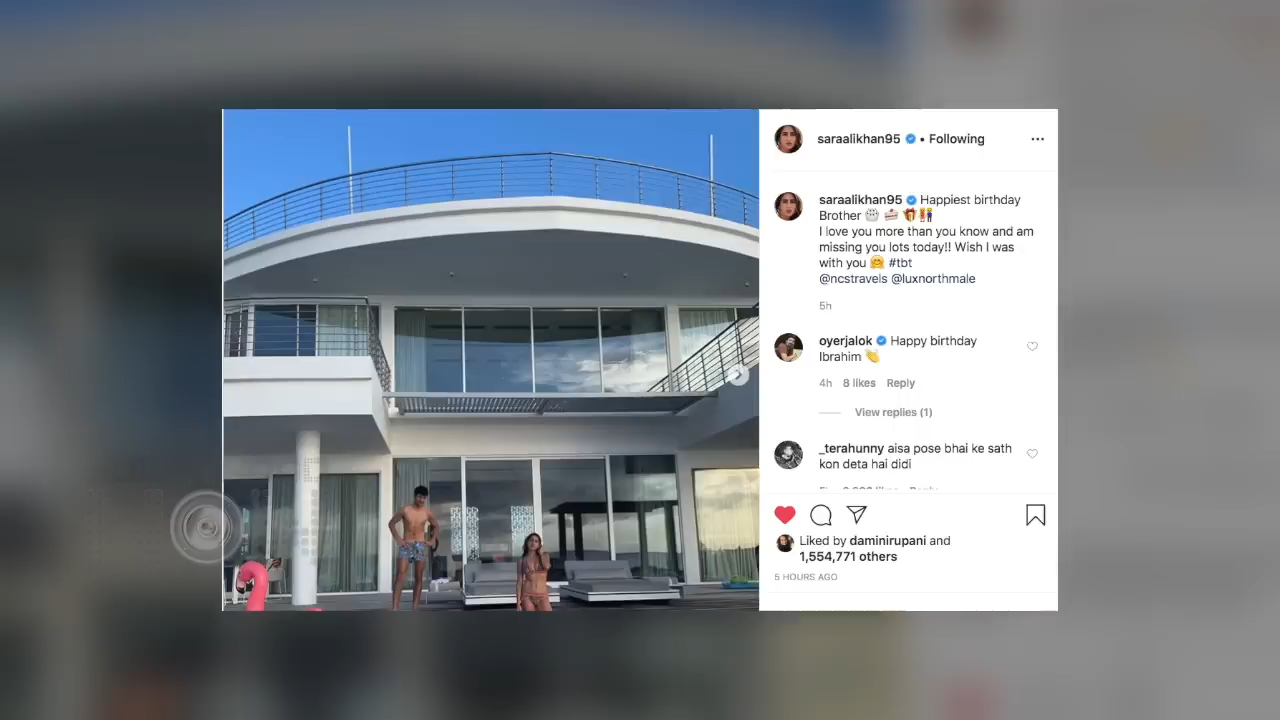 saraalikhan95 • Following
saraalikhan95 Happiest birthday
Brother
I love you more than you know and am
missing you lots today!! Wish I was
with you 🤗 #tbt
@ncstravels @luxnorthmale
5h
oyerjalok Happy birthday
Ibrahim 👏
4h 8 likes Reply
View replies (1)
_terahunny aisa pose bhai ke sath
kon deta hai didi
Liked by daminirupani and
1,554,771 others
5 HOURS AGO